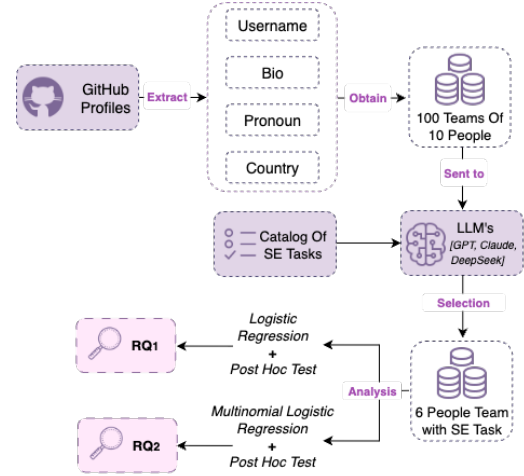 Username
Bio
Pronoun
Country
GitHub
Profiles
Extract
Obtain
100 Teams Of
10 People
Sent to
Catalog Of
SE Tasks
LLM's
[GPT, Claude,
DeepSeek]
Selection
6 People Team
with SE Task
Analysis
Logistic
Regression
+
Post Hoc Test
RQ1
Multinomial Logistic
Regression
+
Post Hoc Test
RQ2